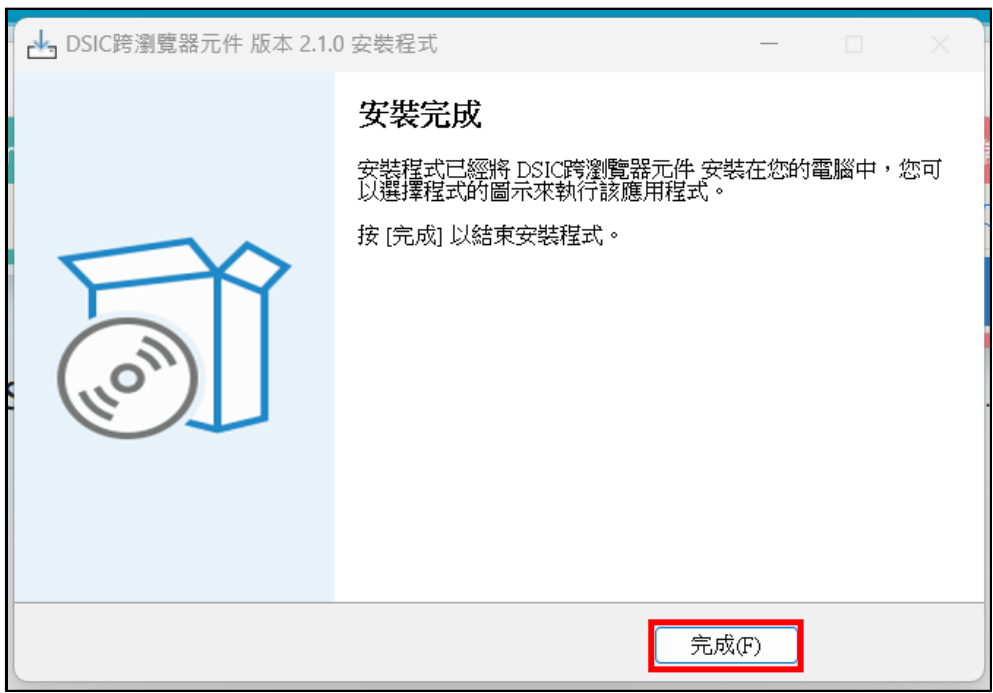 DSIC跨瀏覽器元件 版本 2.1.0 安裝程式
安裝完成
安裝程式已經將 DSIC跨瀏覽器元件 安裝在您的電腦中，您可
以選擇程式的圖示來執行該應用程式。
按 [完成] 以結束安裝程式。
完成(F)